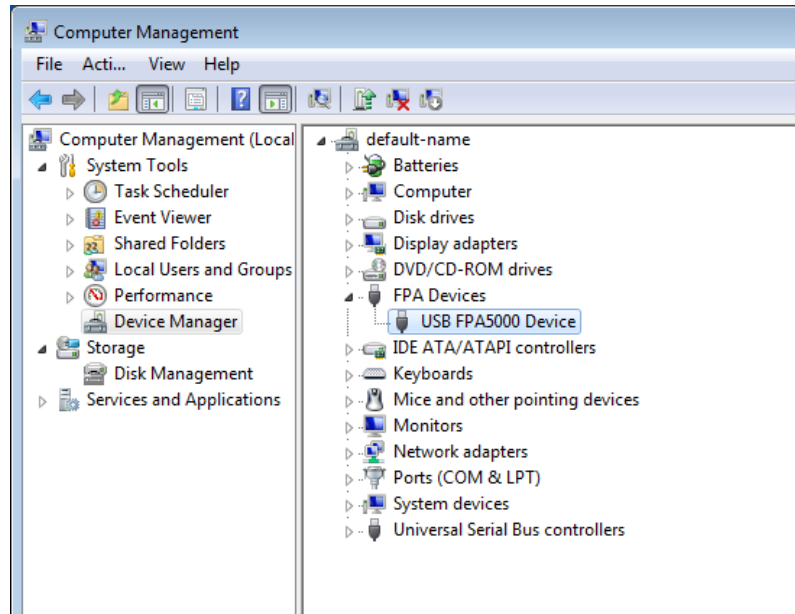 Computer Management
File Acti... View Help
Computer Management (Local
System Tools
Task Scheduler
Event Viewer
Shared Folders
Local Users and Groups
Performance
Device Manager
Storage
Disk Management
Services and Applications
default-name
Batteries
Computer
Disk drives
Display adapters
DVD/CD-ROM drives
FPA Devices
USB FPA5000 Device
IDE ATA/ATAPI controllers
Keyboards
Mice and other pointing devices
Monitors
Network adapters
Ports (COM & LPT)
System devices
Universal Serial Bus controllers